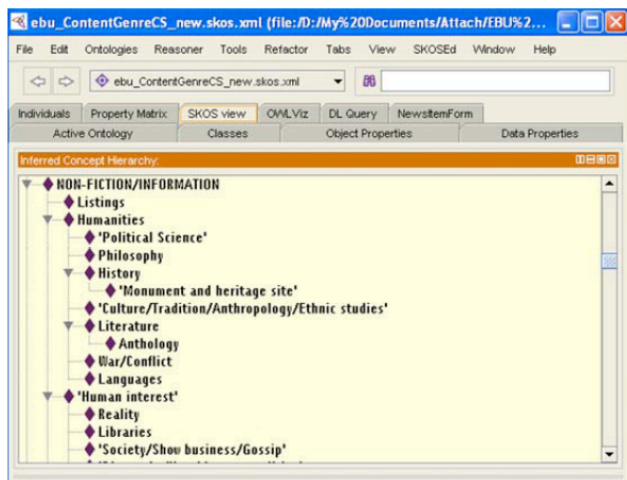 ebu_ContentGenreCS_new.skos.xml (file:/D:/My%20Documents/Attach/EBU%2...
File Edit Ontologies Reasoner Tools Refactor Tabs View SKOSEd Window Help
ebu_ContentGenreCS_new.skos.xml
Individuals Property Matrix SKOS view OWLViz DL Query NewsItemForm
Active Ontology Classes Object Properties Data Properties
Inferred Concept Hierarchy:
NON-FICTION/INFORMATION
Listings
Humanities
'Political Science'
Philosophy
History
'Monument and heritage site'
'Culture/Tradition/Anthropology/Ethnic studies'
Literature
Anthology
War/Conflict
Languages
'Human interest'
Reality
Libraries
'Society/Show business/Gossip'